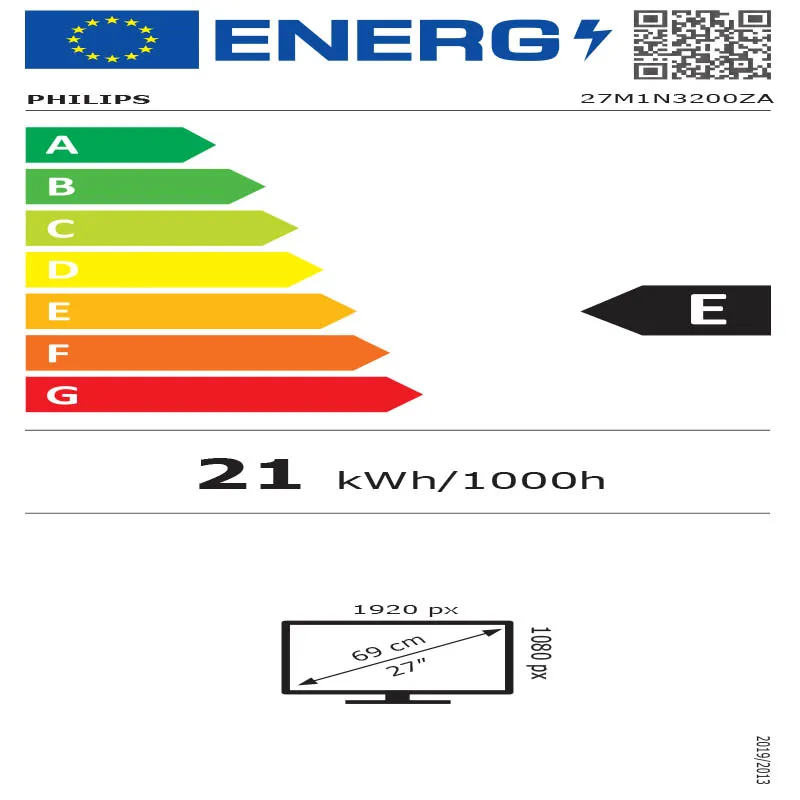 ENERG
PHILIPS
27M1N3200ZA
A
B
C
D
E
F
G
E
21 kWh/1000h
1920 px
69 cm
27"
1080 px
2019/2013